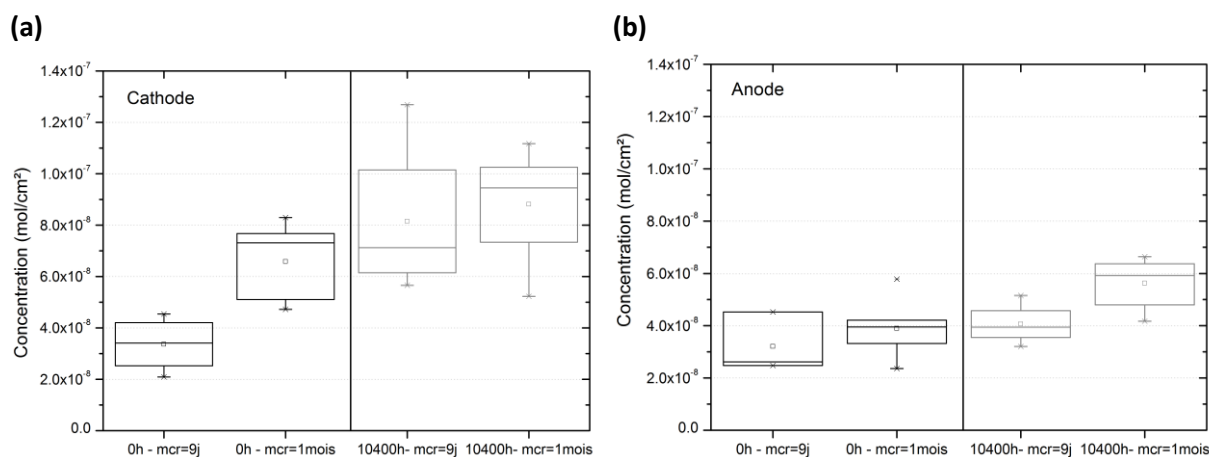 (a)
Concentration (mol/cm²)
1.4x10⁻⁷
1.2x10⁻⁷
1.0x10⁻⁷
8.0x10⁻⁸
6.0x10⁻⁸
4.0x10⁻⁸
2.0x10⁻⁸
0.0
Cathode
0h - mcr=9j
0h - mcr=1mois
10400h- mcr=9j
10400h- mcr=1mois
(b)
Concentration (mol/cm²)
1.4x10⁻⁷
1.2x10⁻⁷
1.0x10⁻⁷
8.0x10⁻⁸
6.0x10⁻⁸
4.0x10⁻⁸
2.0x10⁻⁸
0.0
Anode
0h - mcr=9j
0h - mcr=1mois
10400h- mcr=9j
10400h- mcr=1mois